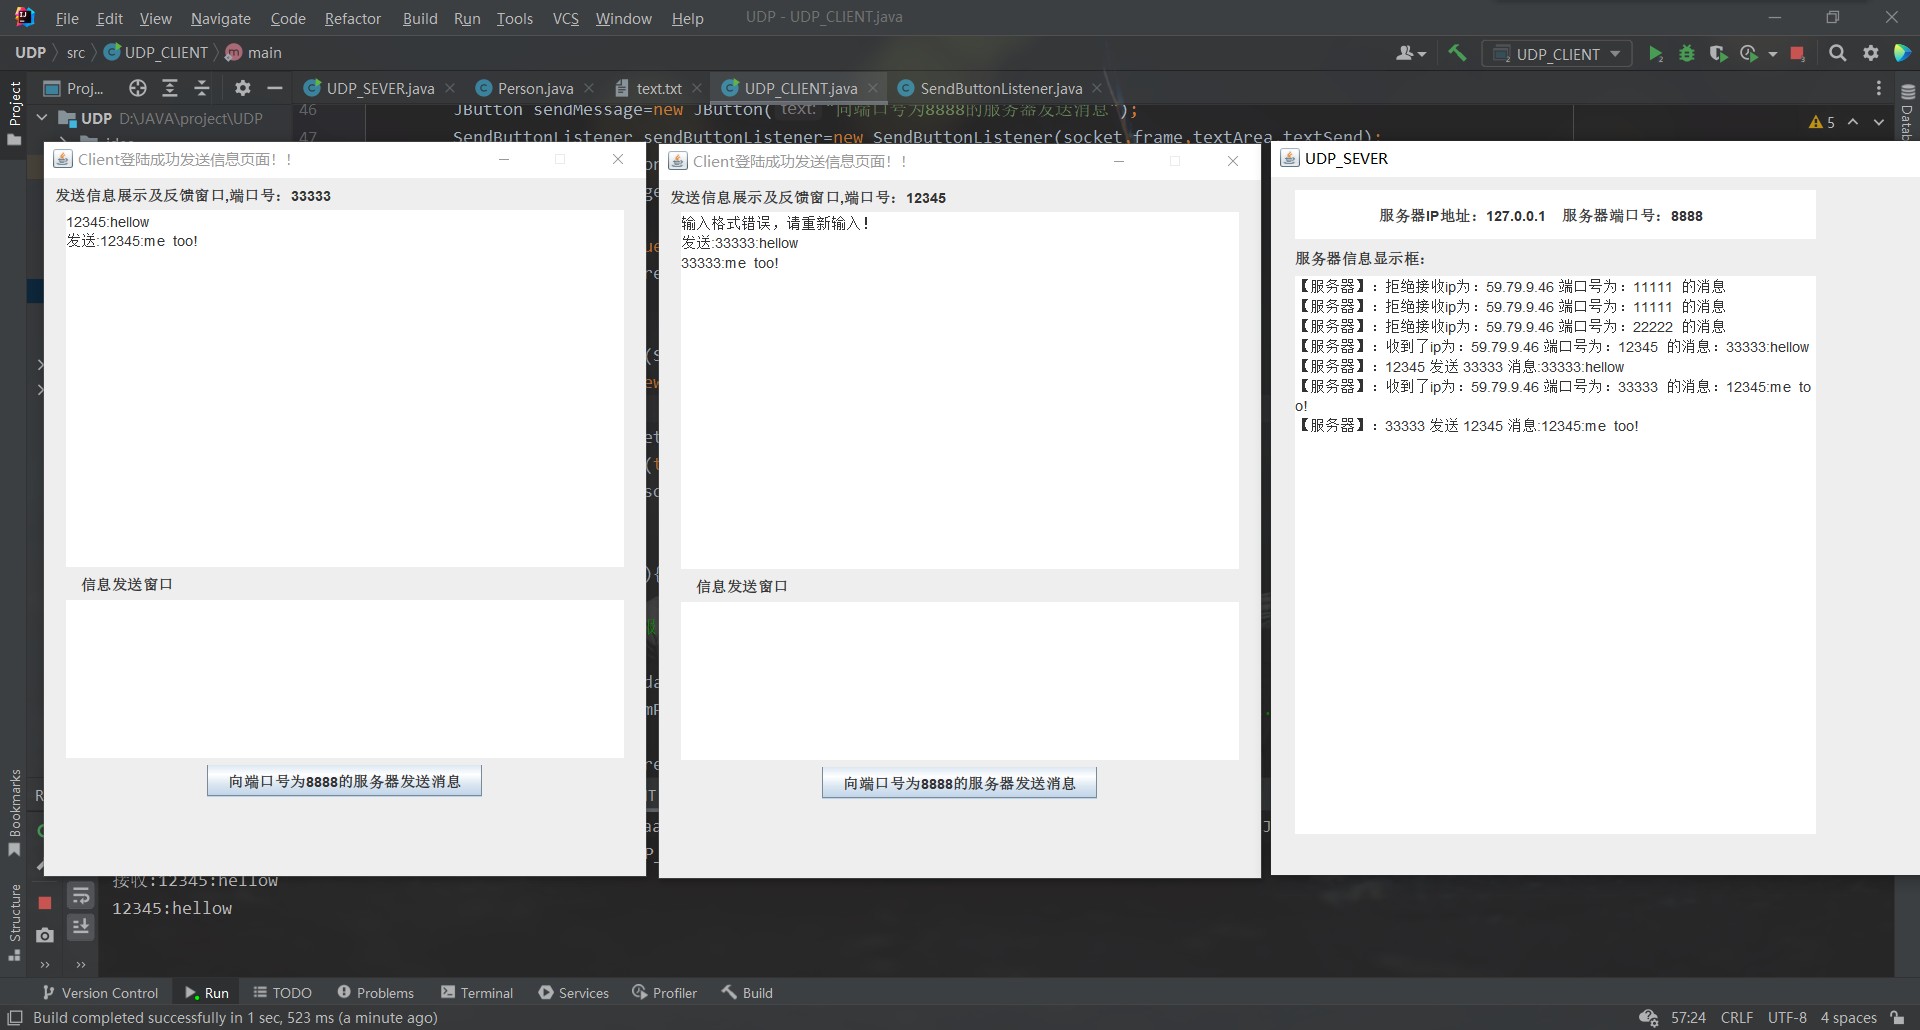 File Edit View Navigate Code Refactor Build Run Tools VCS Window Help UDP - UDP_CLIENT.java
UDP src UDP_CLIENT main
UDP_CLIENT
Project
Proj...
UDP_SEVER.java Person.java text.txt UDP_CLIENT.java SendButtonListener.java
UDP D:\JAVA\project\UDP
46 JButton sendMessage=new JButton( text: "向端口号为8888的服务器发送消息");
47 SendButtonListener sendButtonListener=new SendButtonListener(socket,frame,textArea,textSend);
5
Client登陆成功发送信息页面！！
发送信息展示及反馈窗口,端口号：33333
12345:hellow
发送:12345:me too!
信息发送窗口
向端口号为8888的服务器发送消息
Client登陆成功发送信息页面！！
发送信息展示及反馈窗口,端口号：12345
输入格式错误，请重新输入！
发送:33333:hellow
33333:me too!
信息发送窗口
向端口号为8888的服务器发送消息
UDP_SEVER
服务器IP地址：127.0.0.1 服务器端口号：8888
服务器信息显示框：
【服务器】：拒绝接收ip为：59.79.9.46 端口号为：11111 的消息
【服务器】：拒绝接收ip为：59.79.9.46 端口号为：11111 的消息
【服务器】：拒绝接收ip为：59.79.9.46 端口号为：22222 的消息
【服务器】：收到了ip为：59.79.9.46 端口号为：12345 的消息：33333:hellow
【服务器】：12345 发送 33333 消息:33333:hellow
【服务器】：收到了ip为：59.79.9.46 端口号为：33333 的消息：12345:me to
o!
【服务器】：33333 发送 12345 消息:12345:me too!
接收:12345:hellow
12345:hellow
Bookmarks
Structure
Version Control Run TODO Problems Terminal Services Profiler Build
Build completed successfully in 1 sec, 523 ms (a minute ago)
57:24 CRLF UTF-8 4 spaces